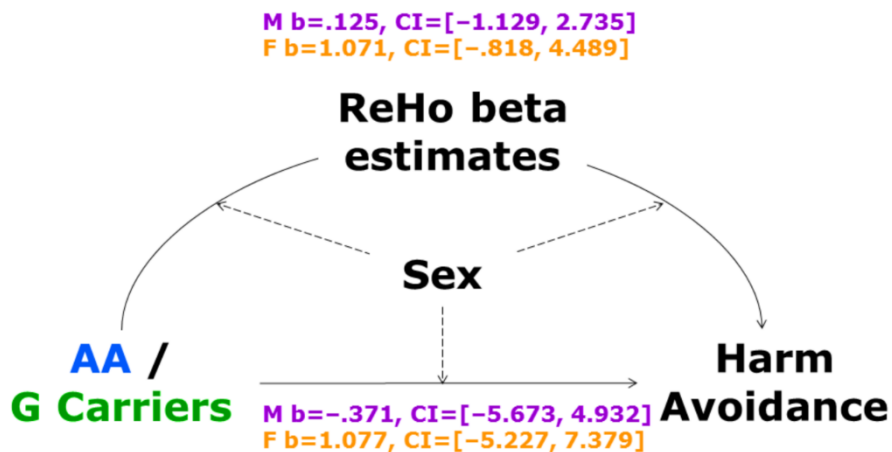 M b=.125, CI=[−1.129, 2.735]
F b=1.071, CI=[−.818, 4.489]
ReHo beta
estimates
Sex
AA /
G Carriers
Harm
Avoidance
M b=−.371, CI=[−5.673, 4.932]
F b=1.077, CI=[−5.227, 7.379]